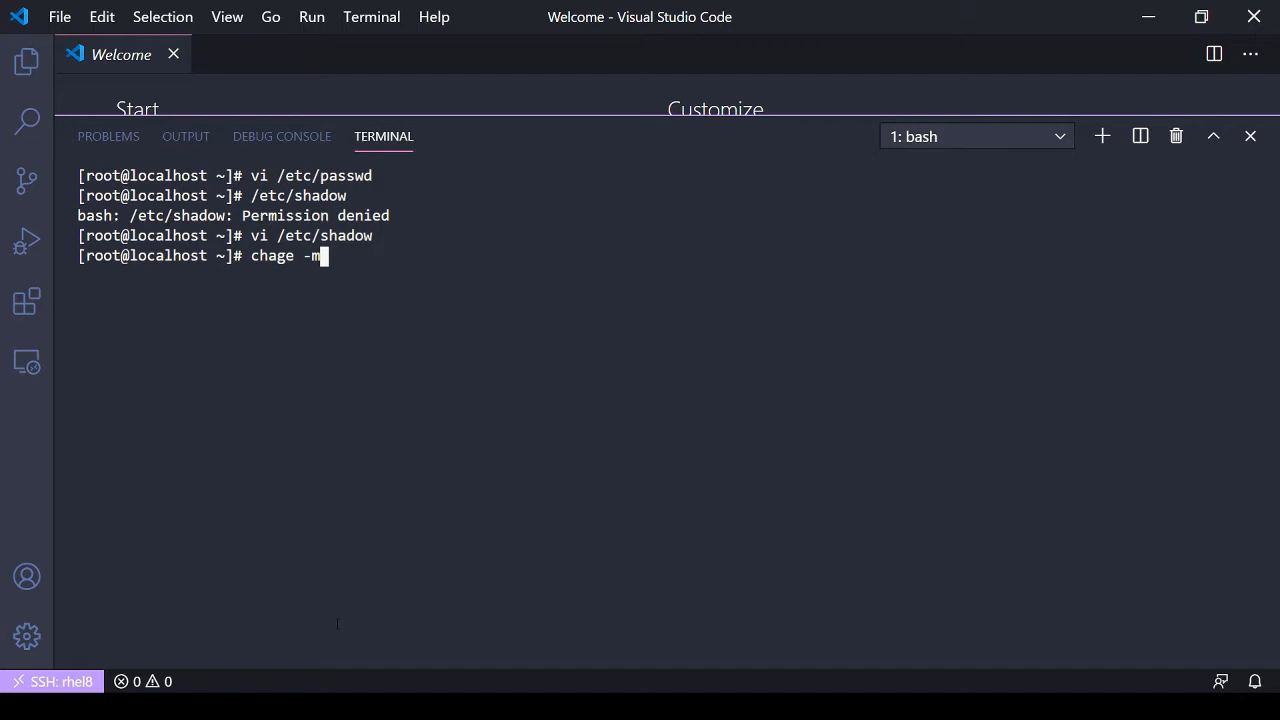 File Edit Selection View Go Run Terminal Help Welcome - Visual Studio Code
Welcome
Start Customize
PROBLEMS OUTPUT DEBUG CONSOLE TERMINAL 1: bash
[root@localhost ~]# vi /etc/passwd
[root@localhost ~]# /etc/shadow
bash: /etc/shadow: Permission denied
[root@localhost ~]# vi /etc/shadow
[root@localhost ~]# chage -m
SSH: rhel8 0 0